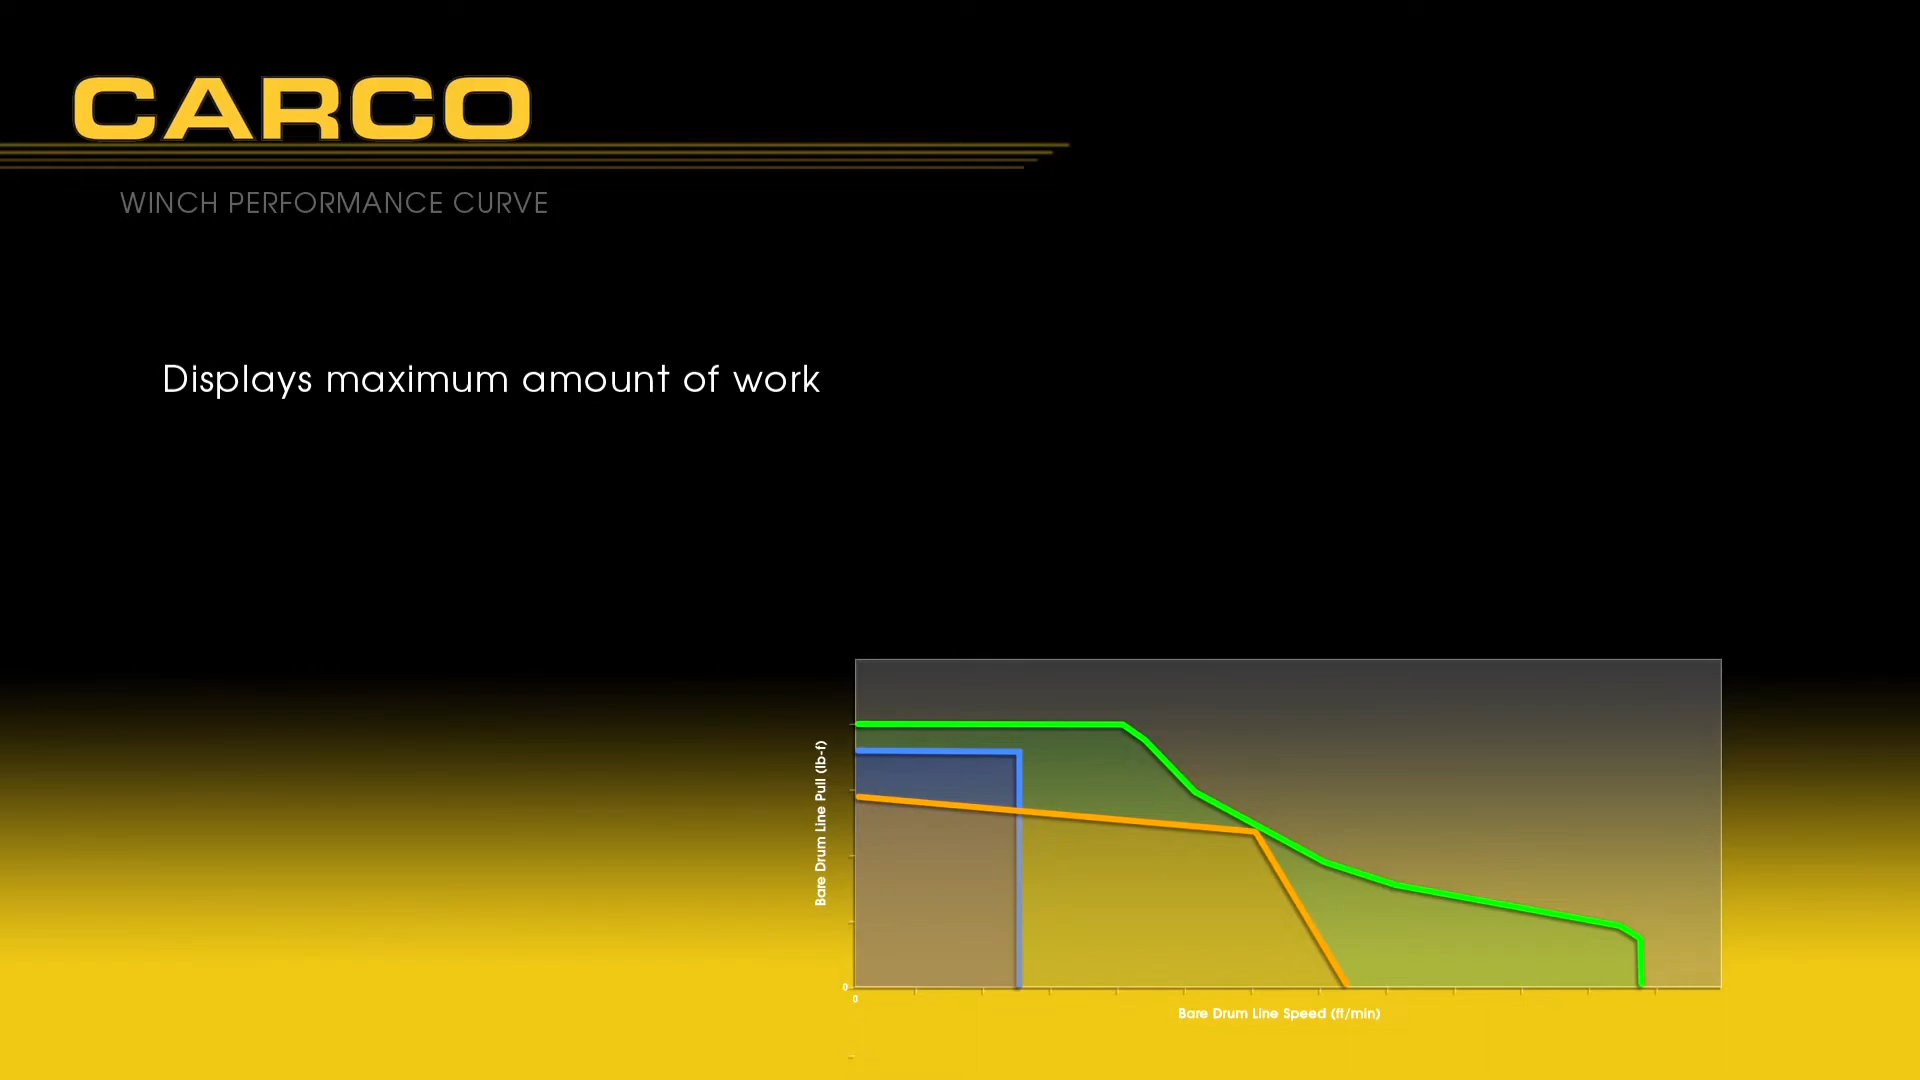 CARCO
WINCH PERFORMANCE CURVE
Displays maximum amount of work
Bare Drum Line Pull (lb-f)
0
0
Bare Drum Line Speed (ft/min)